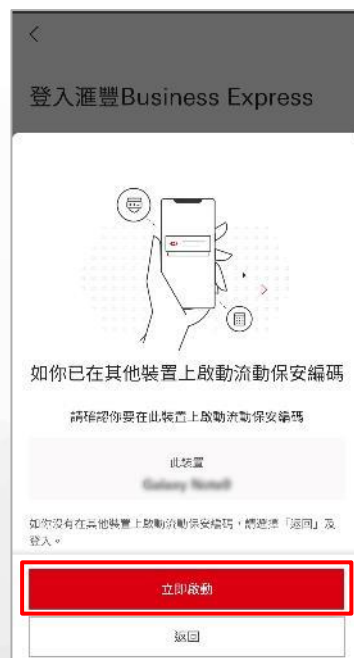 登入滙豐Business Express
如你已在其他裝置上啟動流動保安編碼
請確認你要在此裝置上啟動流動保安編碼
此裝置
Galaxy Note9
如你沒有在其他裝置上啟動流動保安編碼，請選擇「返回」及
登入。
立即啟動
返回